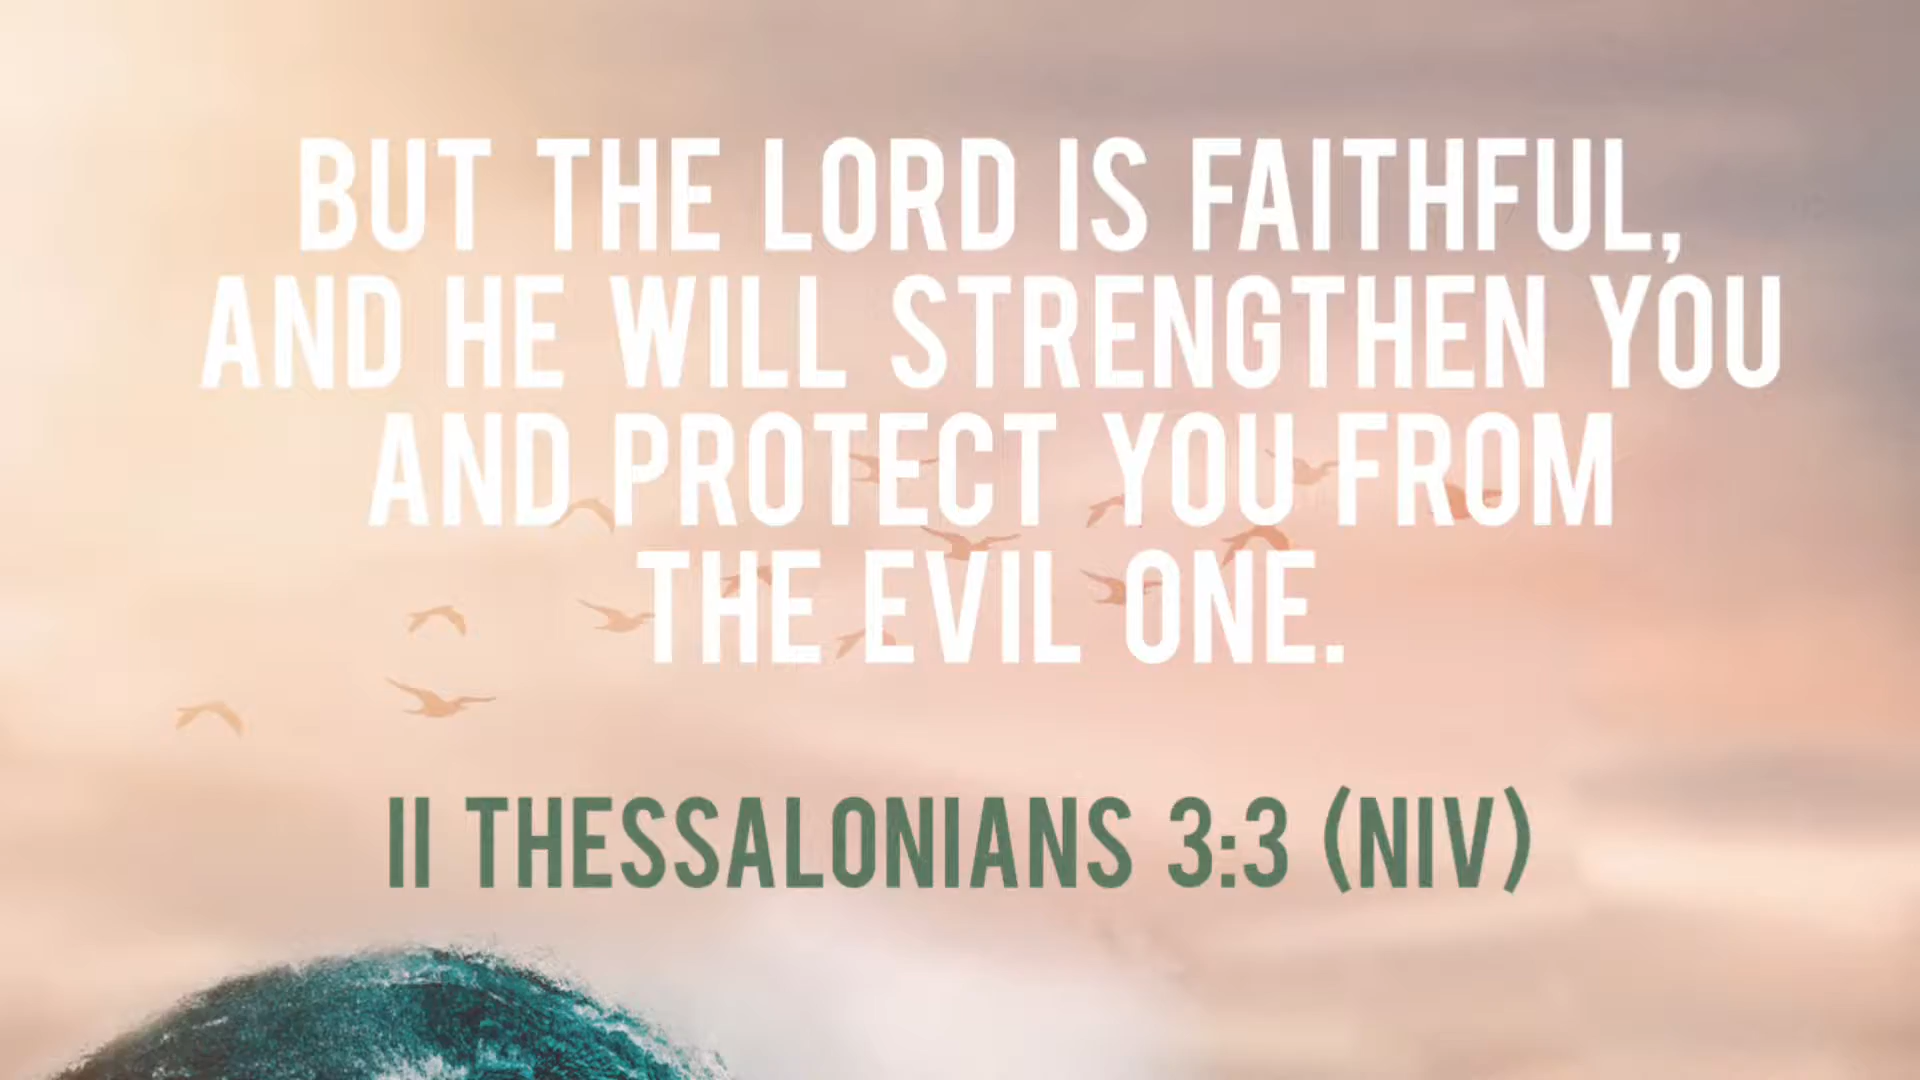 BUT THE LORD IS FAITHFUL,
AND HE WILL STRENGTHEN YOU
AND PROTECT YOU FROM
THE EVIL ONE.
II THESSALONIANS 3:3 (NIV)